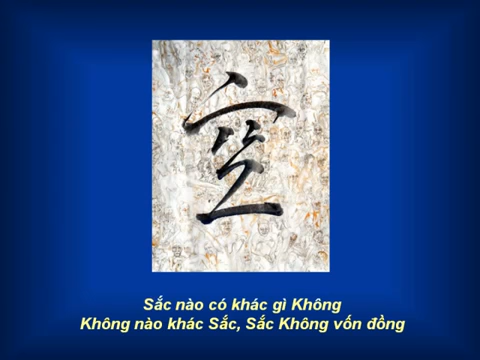 空
Sắc nào có khác gì Không
Không nào khác Sắc, Sắc Không vốn đồng